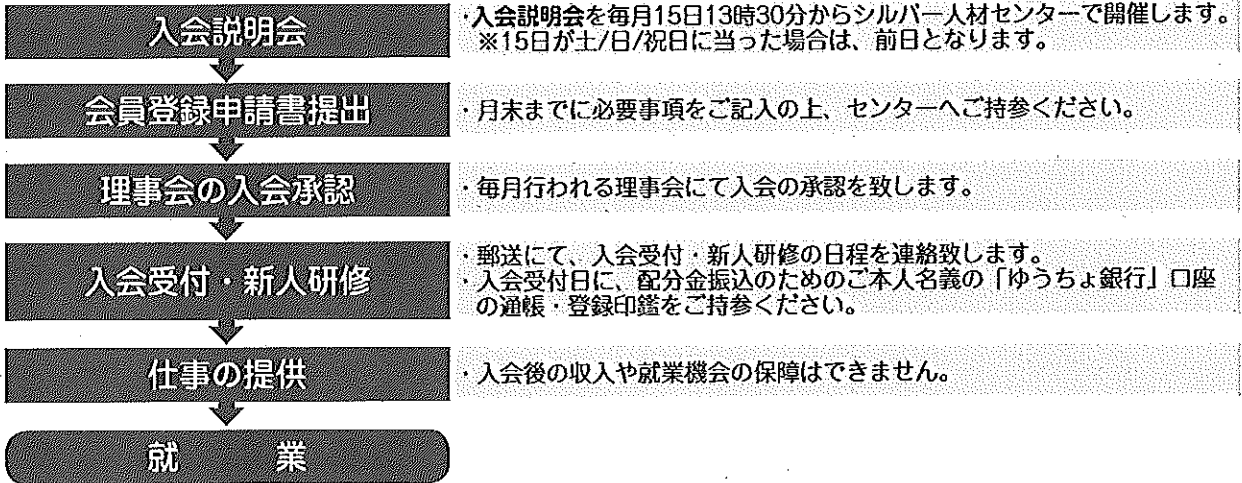 入会説明会
・入会説明会を毎月15日13時30分からシルバー人材センターで開催します。
※15日が土/日/祝日に当った場合は、前日となります。
会員登録申請書提出
・月末までに必要事項をご記入の上、センターへご持参ください。
理事会の入会承認
・毎月行われる理事会にて入会の承認を致します。
入会受付・新人研修
・郵送にて、入会受付・新人研修の日程を連絡致します。
・入会受付日に、配分金振込のためのご本人名義の「ゆうちょ銀行」口座
の通帳・登録印鑑をご持参ください。
仕事の提供
・入会後の収入や就業機会の保障はできません。
就　　業